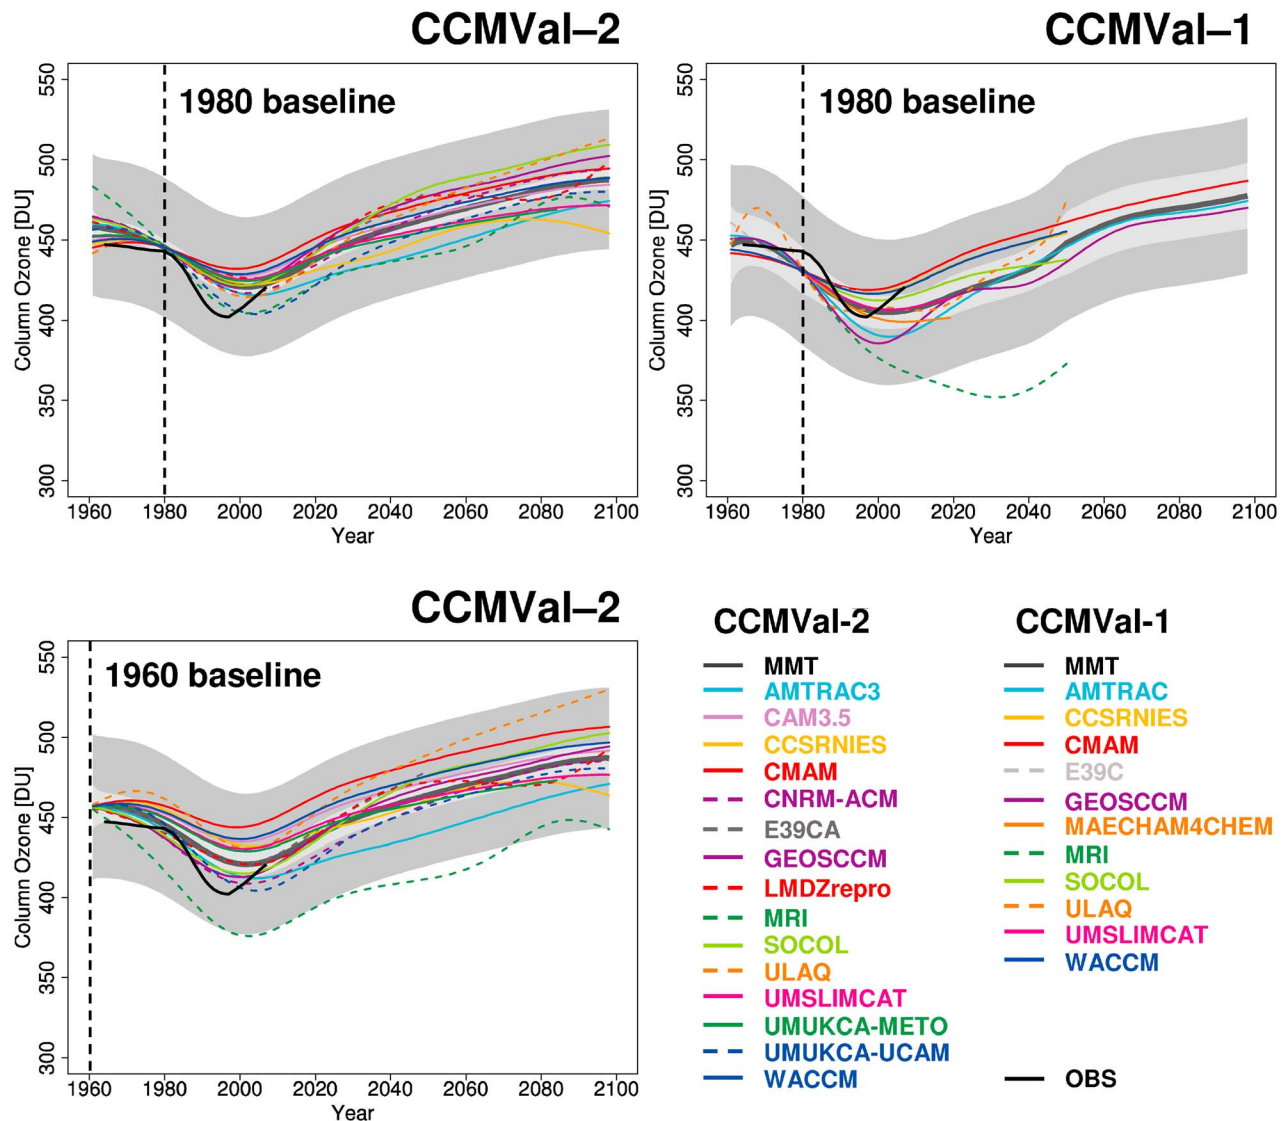 CCMVal–2
1980 baseline
Column Ozone [DU]
550
500
450
400
350
300
1960 1980 2000 2020 2040 2060 2080 2100
Year
CCMVal–1
1980 baseline
Column Ozone [DU]
550
500
450
400
350
300
1960 1980 2000 2020 2040 2060 2080 2100
Year
CCMVal–2
1960 baseline
Column Ozone [DU]
550
500
450
400
350
300
1960 1980 2000 2020 2040 2060 2080 2100
Year
CCMVal-2
MMT
AMTRAC3
CAM3.5
CCSRNIES
CMAM
CNRM-ACM
E39CA
GEOSCCM
LMDZrepro
MRI
SOCOL
ULAQ
UMSLIMCAT
UMUKCA-METO
UMUKCA-UCAM
WACCM
CCMVal-1
MMT
AMTRAC
CCSRNIES
CMAM
E39C
GEOSCCM
MAECHAM4CHEM
MRI
SOCOL
ULAQ
UMSLIMCAT
WACCM
OBS